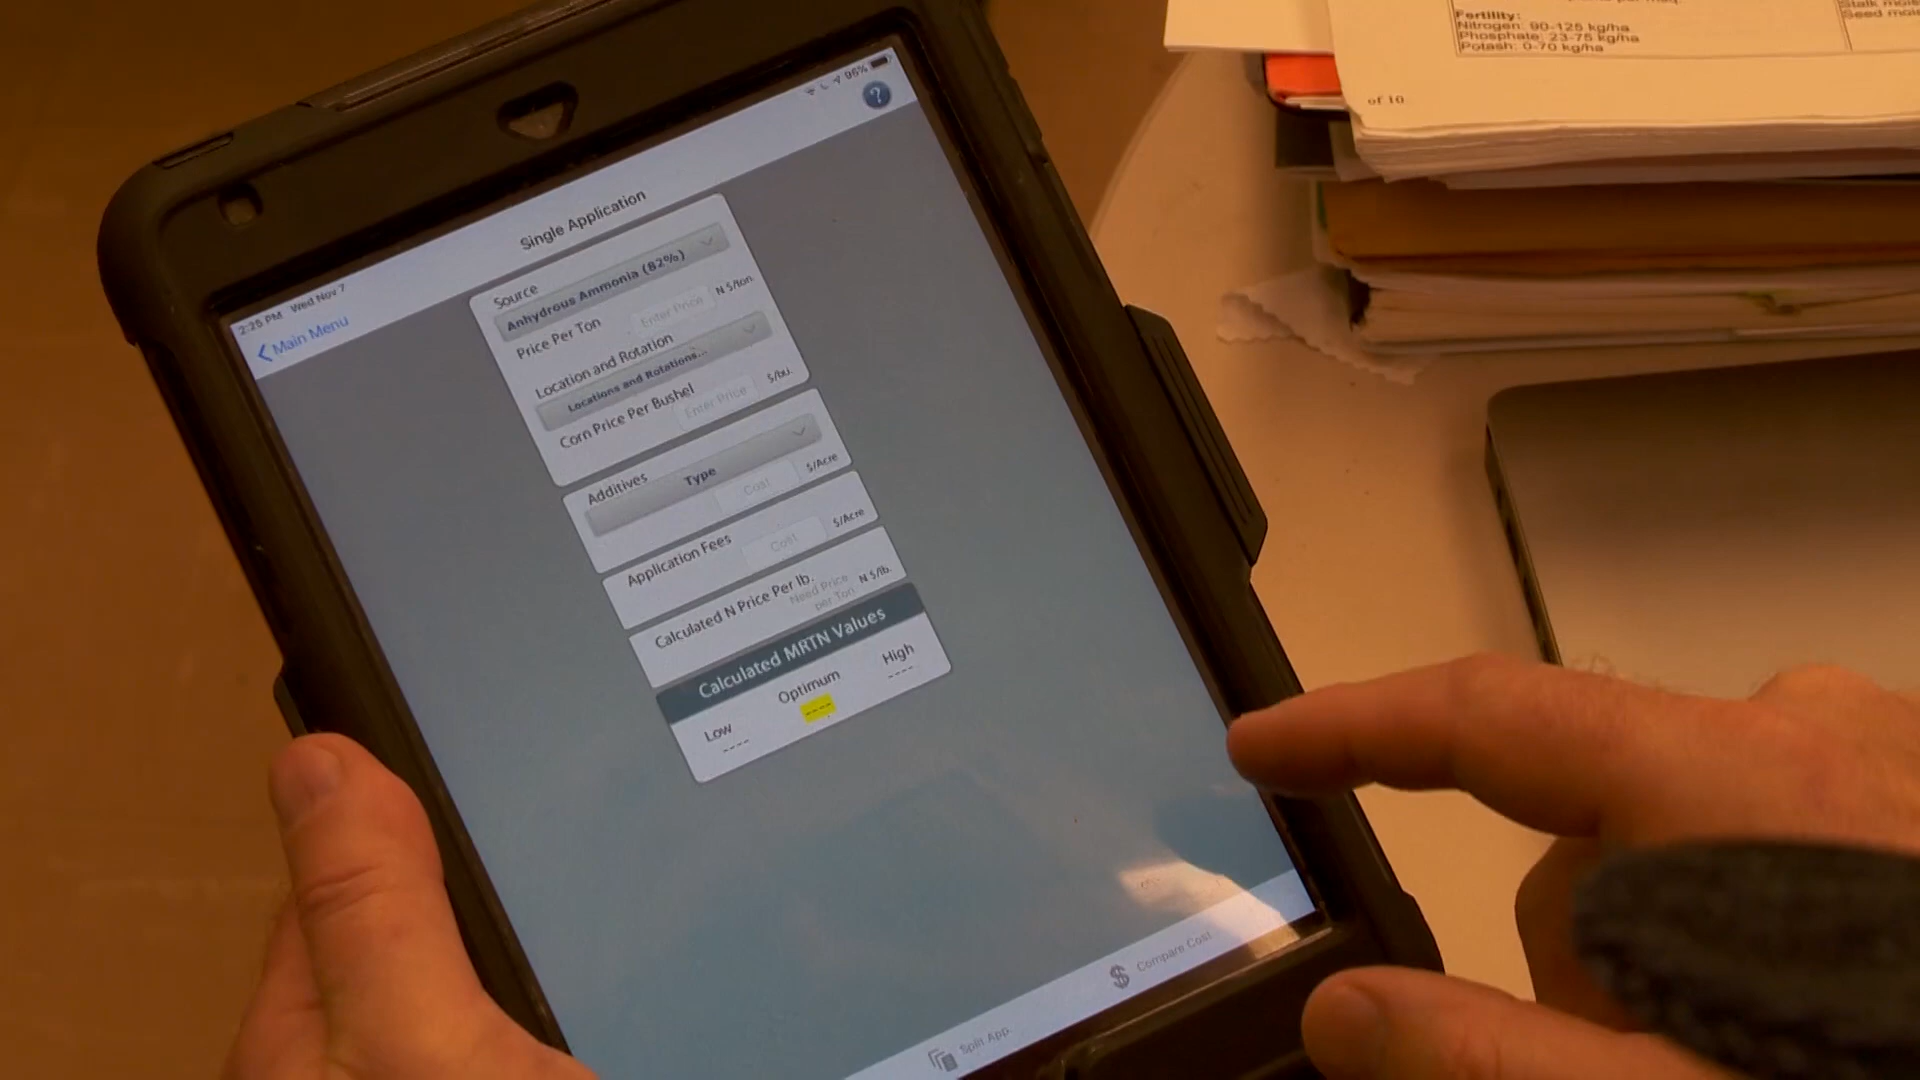 2:25 PM Wed Nov 7
96%
Main Menu
Single Application
?
Source
Anhydrous Ammonia (82%)
Price Per Ton Enter Price N $/ton
Location and Rotation
Locations and Rotations...
Corn Price Per Bushel Enter Price $/bu.
Additives
Type
Cost $/Acre
Application Fees Cost $/Acre
Calculated N Price Per lb. Need Price per Ton N $/lb.
Calculated MRTN Values
Low Optimum High
---- ---- ----
Split App
$ Compare Cost
Fertility:
Nitrogen: 90-125 kg/ha
Phosphate: 23-75 kg/ha
Potash: 0-70 kg/ha
of 10